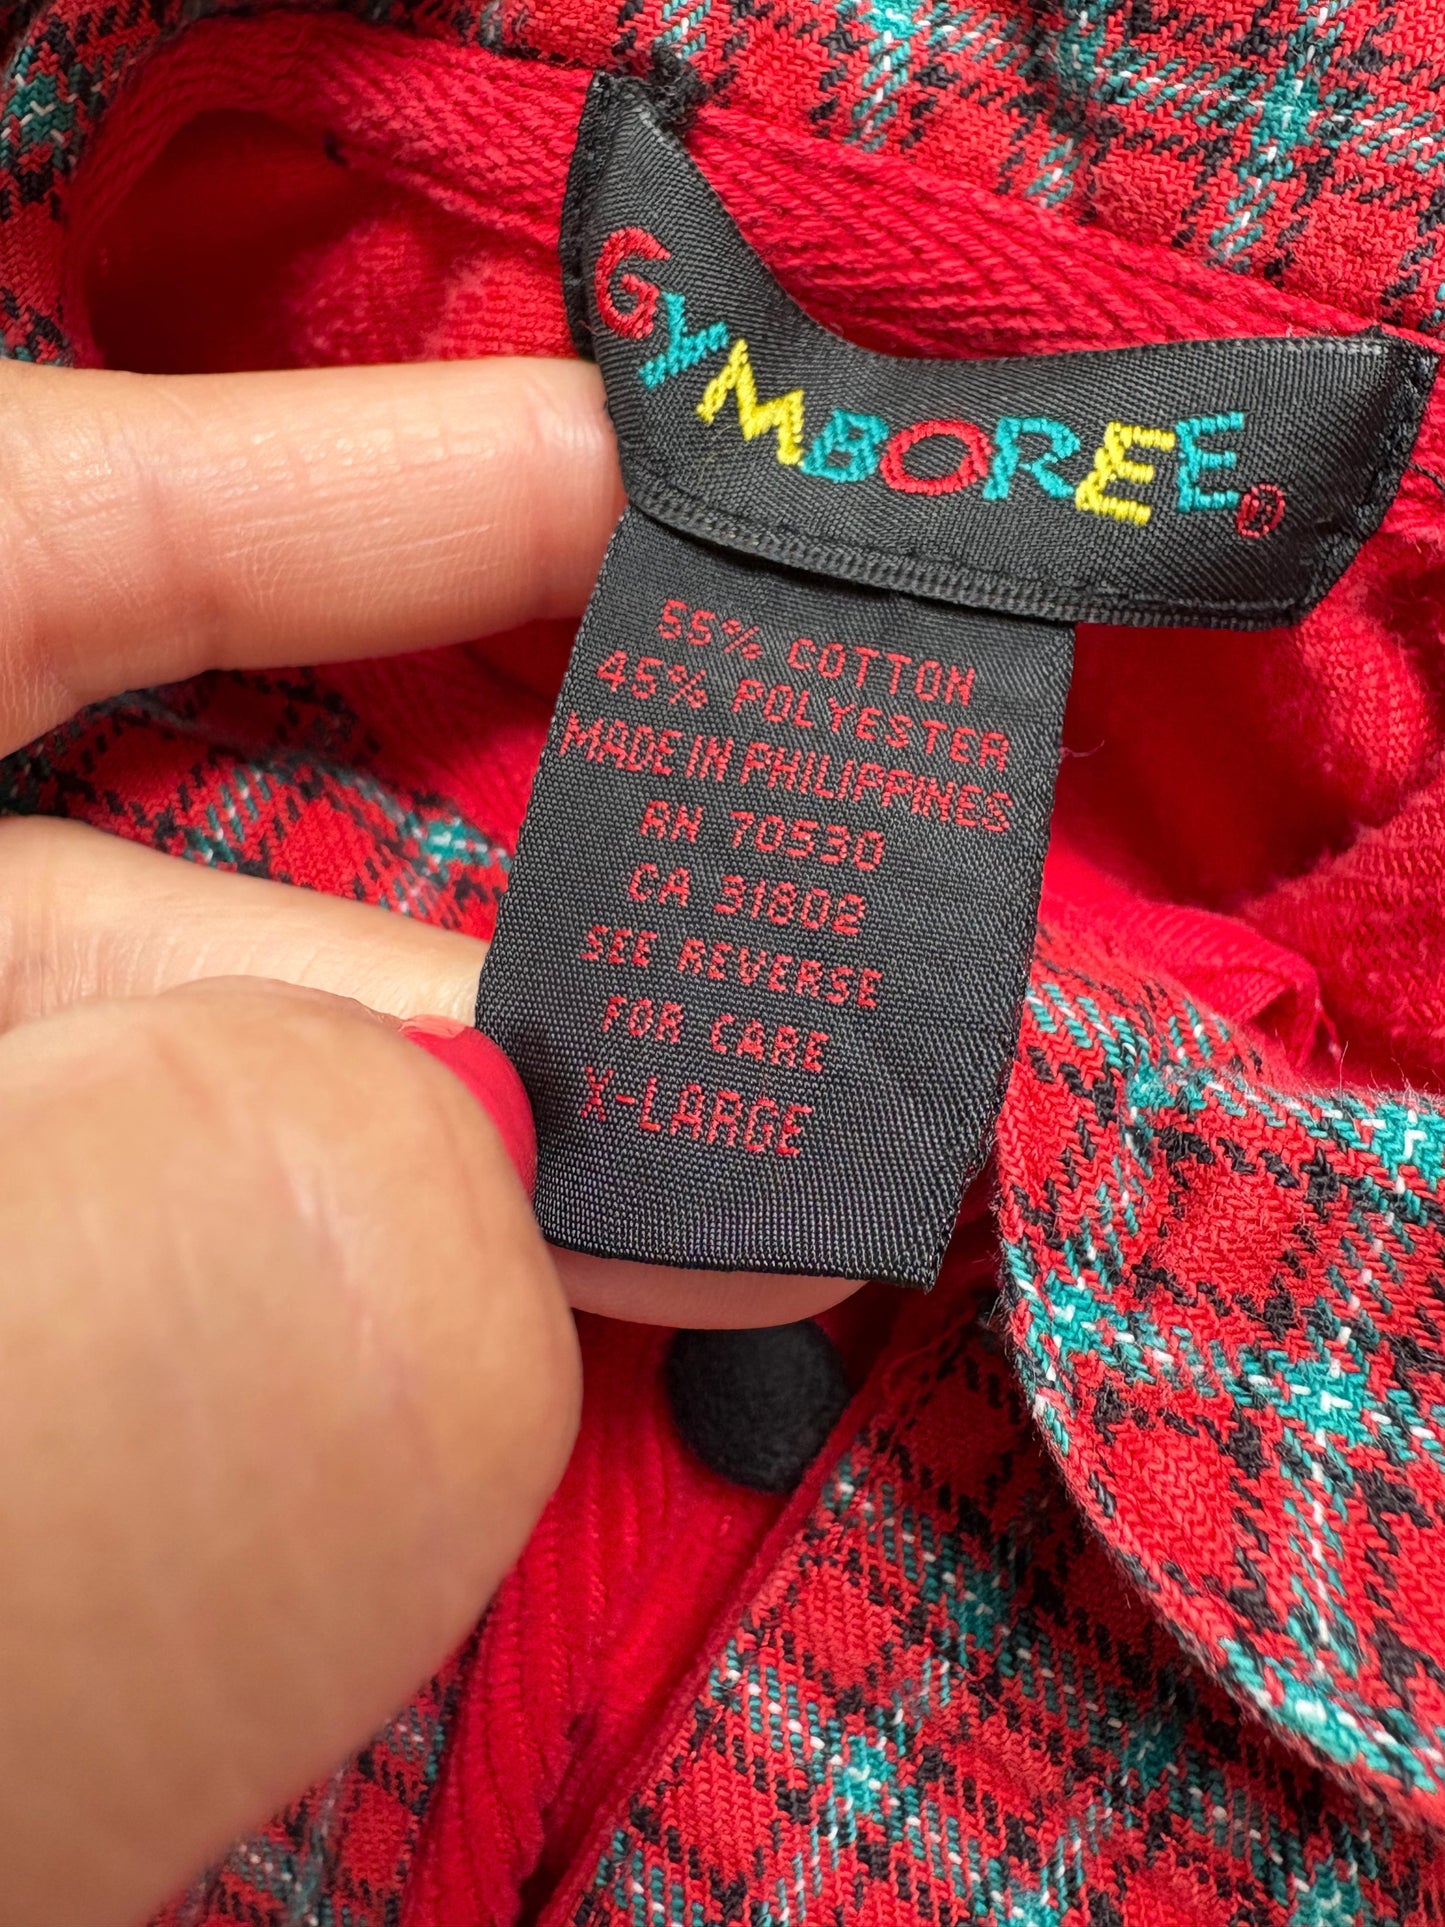 GYMBOREE®
55% COTTON
45% POLYESTER
MADE IN PHILIPPINES
RN 70530
CA 31802
SEE REVERSE
FOR CARE
X-LARGE